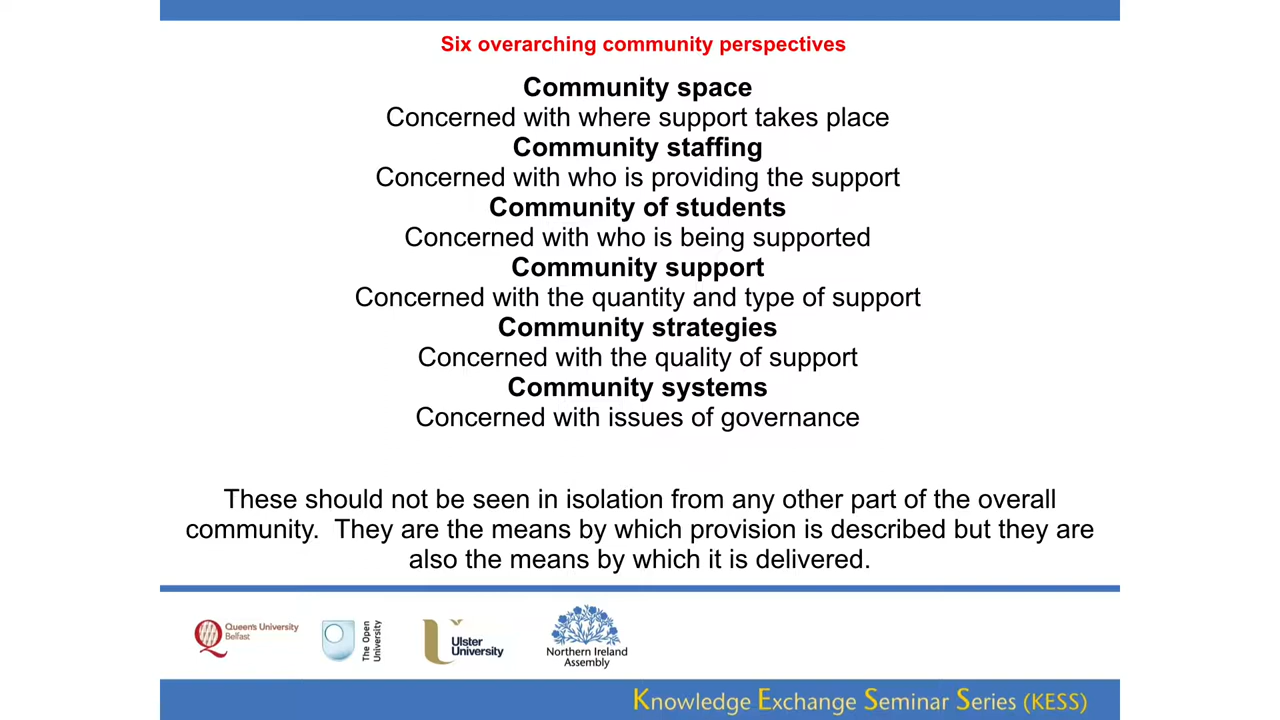 Six overarching community perspectives
Community space
Concerned with where support takes place
Community staffing
Concerned with who is providing the support
Community of students
Concerned with who is being supported
Community support
Concerned with the quantity and type of support
Community strategies
Concerned with the quality of support
Community systems
Concerned with issues of governance
These should not be seen in isolation from any other part of the overall
community.  They are the means by which provision is described but they are
also the means by which it is delivered.
Queen's University
Belfast
The Open
University
Ulster
University
Northern Ireland
Assembly
Knowledge Exchange Seminar Series (KESS)